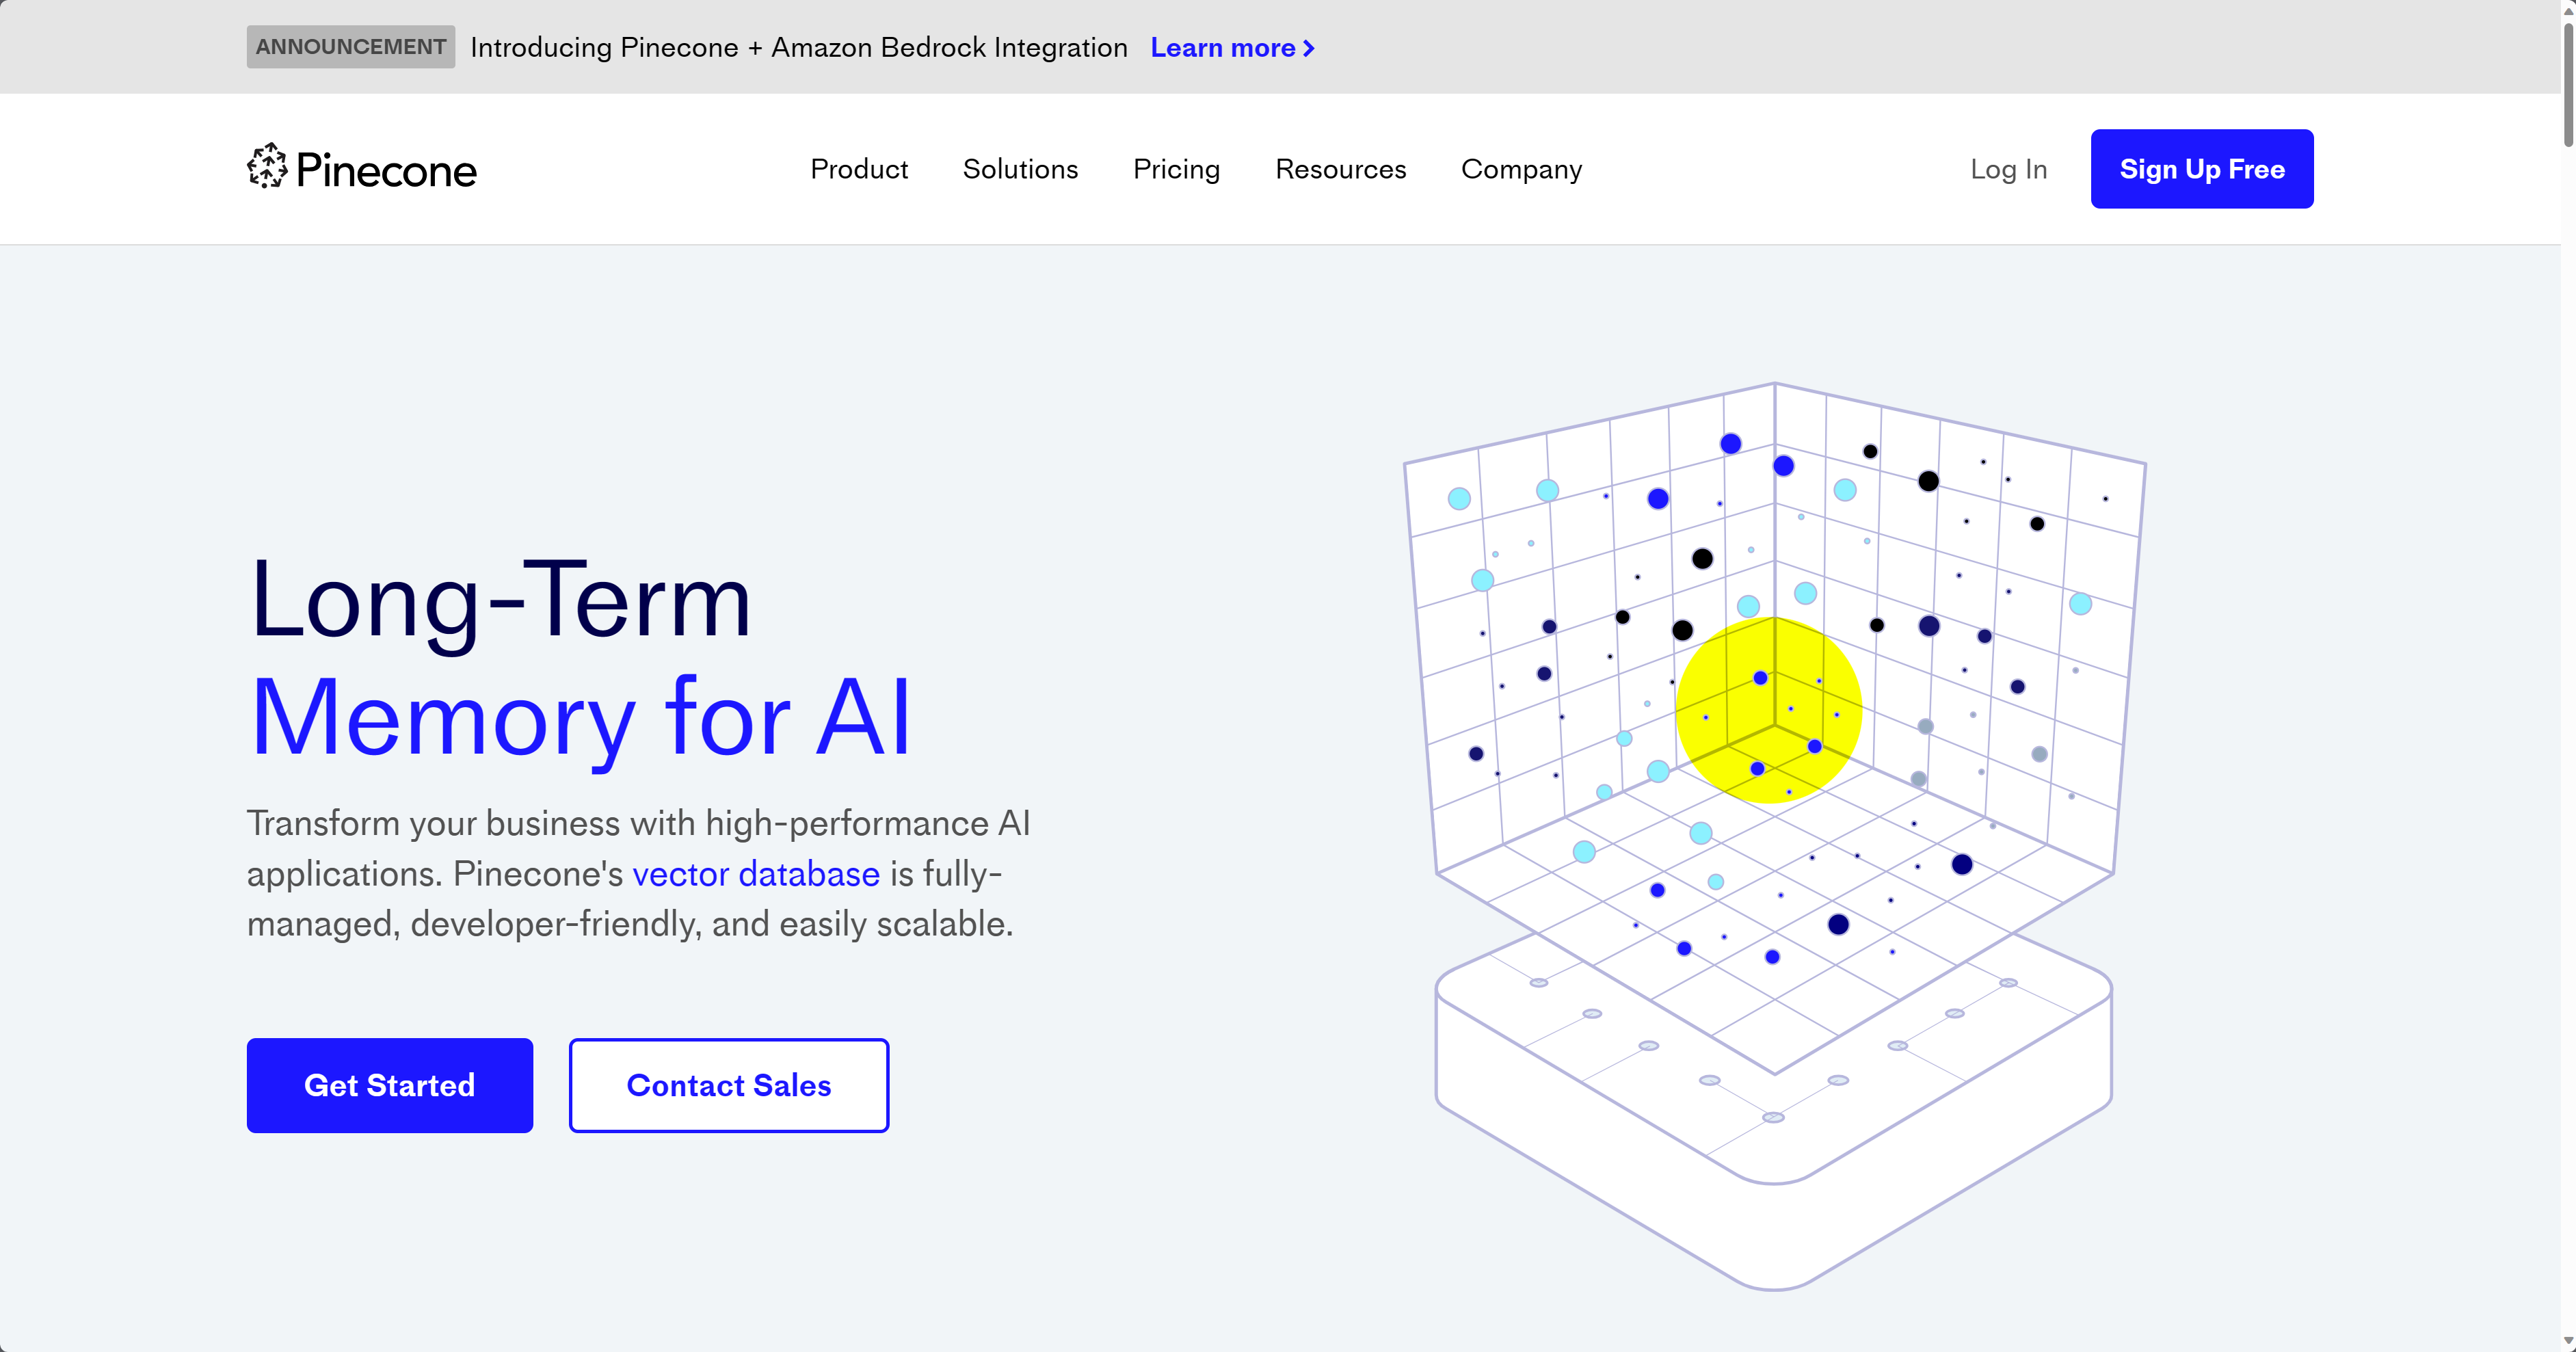 ANNOUNCEMENT Introducing Pinecone + Amazon Bedrock Integration Learn more >
Pinecone Product Solutions Pricing Resources Company Log In Sign Up Free
Long-Term
Memory for AI
Transform your business with high-performance AI
applications. Pinecone's vector database is fully-
managed, developer-friendly, and easily scalable.
Get Started Contact Sales